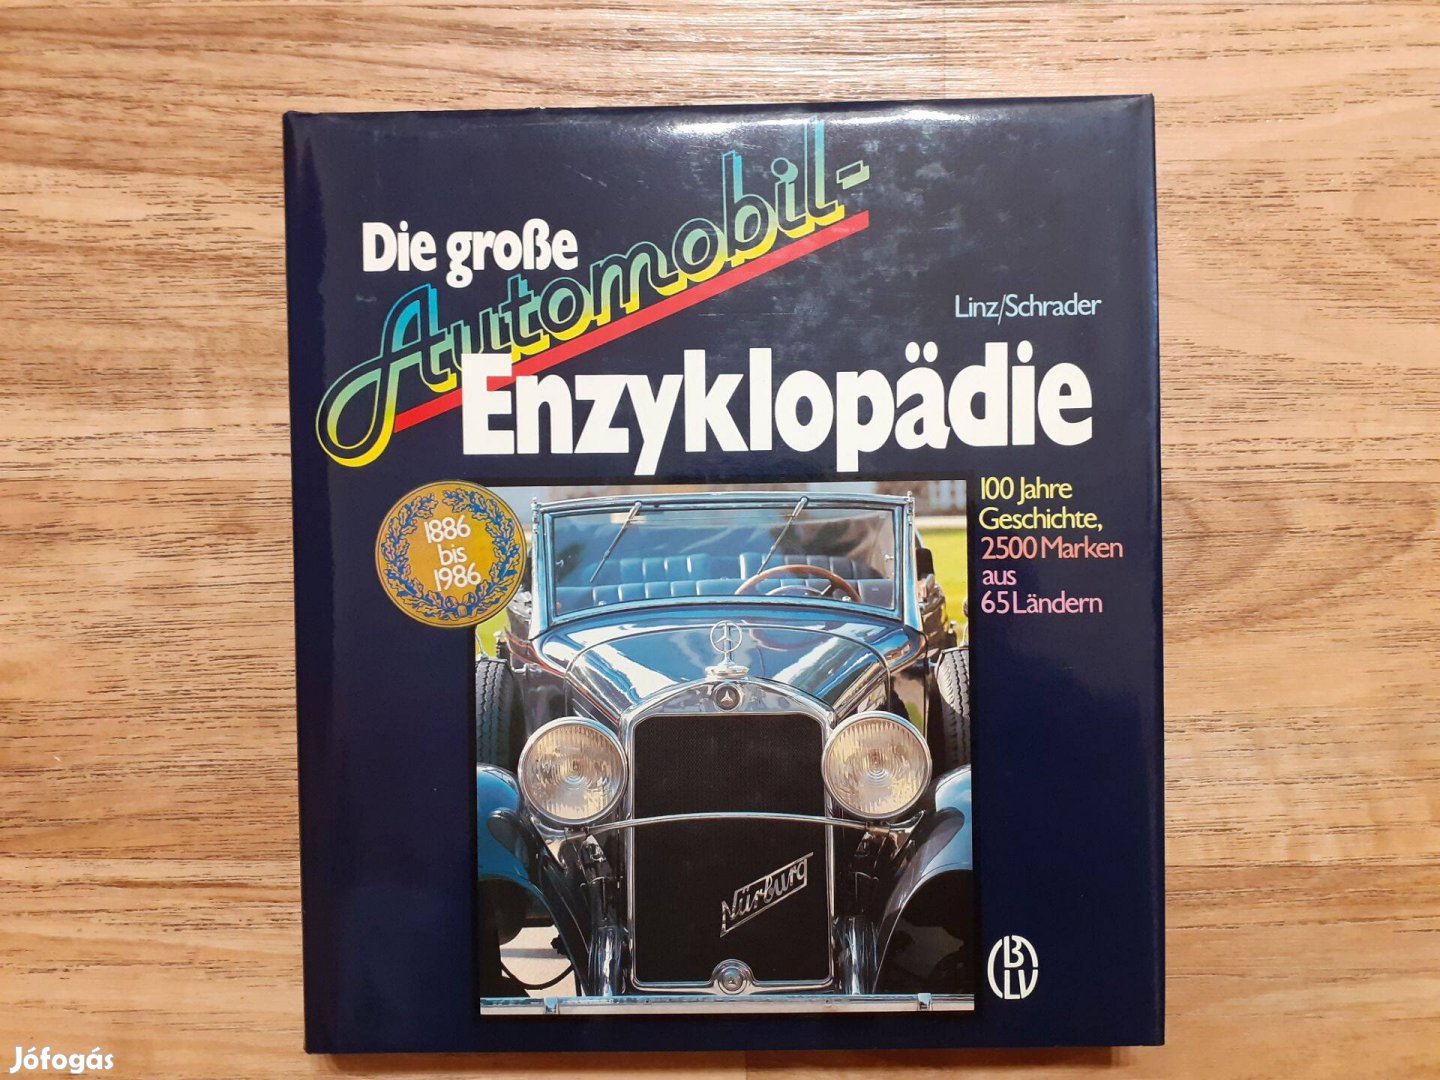 Die große
Automobil-
Linz/Schrader
Enzyklopädie
1886
bis
1986
100 Jahre
Geschichte,
2500 Marken
aus
65 Ländern
Nürburg
BLV
Jófogás